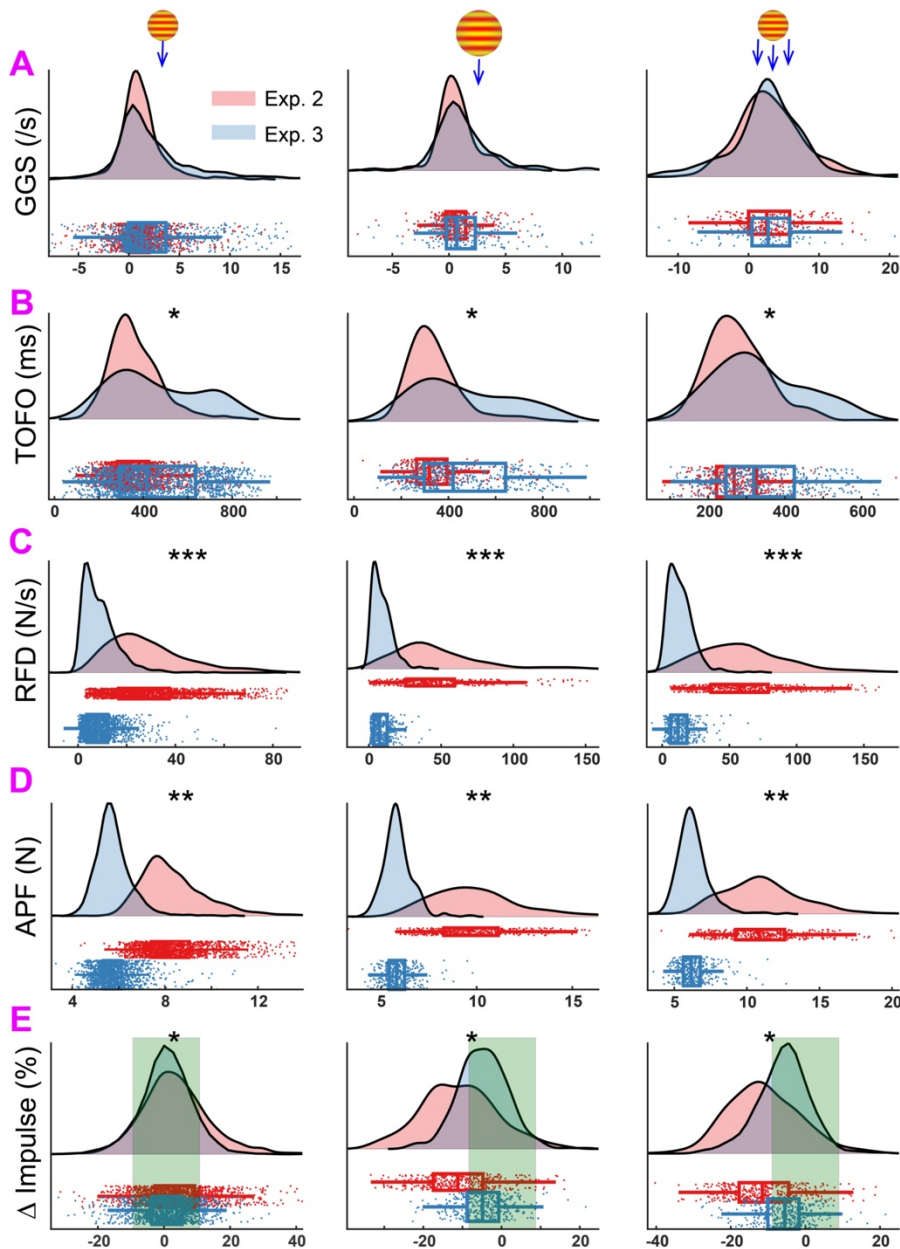 A
GGS (/s)
Exp. 2
Exp. 3
-5 0 5 10 15
-5 0 5 10
-10 0 10 20
B
TOFO (ms)
* * *
0 400 800
0 400 800
200 400 600
C
RFD (N/s)
*** *** ***
0 40 80
0 50 100 150
0 50 100 150
D
APF (N)
** ** **
4 8 12
5 10 15
5 10 15 20
E
Δ Impulse (%)
* * *
-20 0 20 40
-20 0 20
-40 -20 0 20